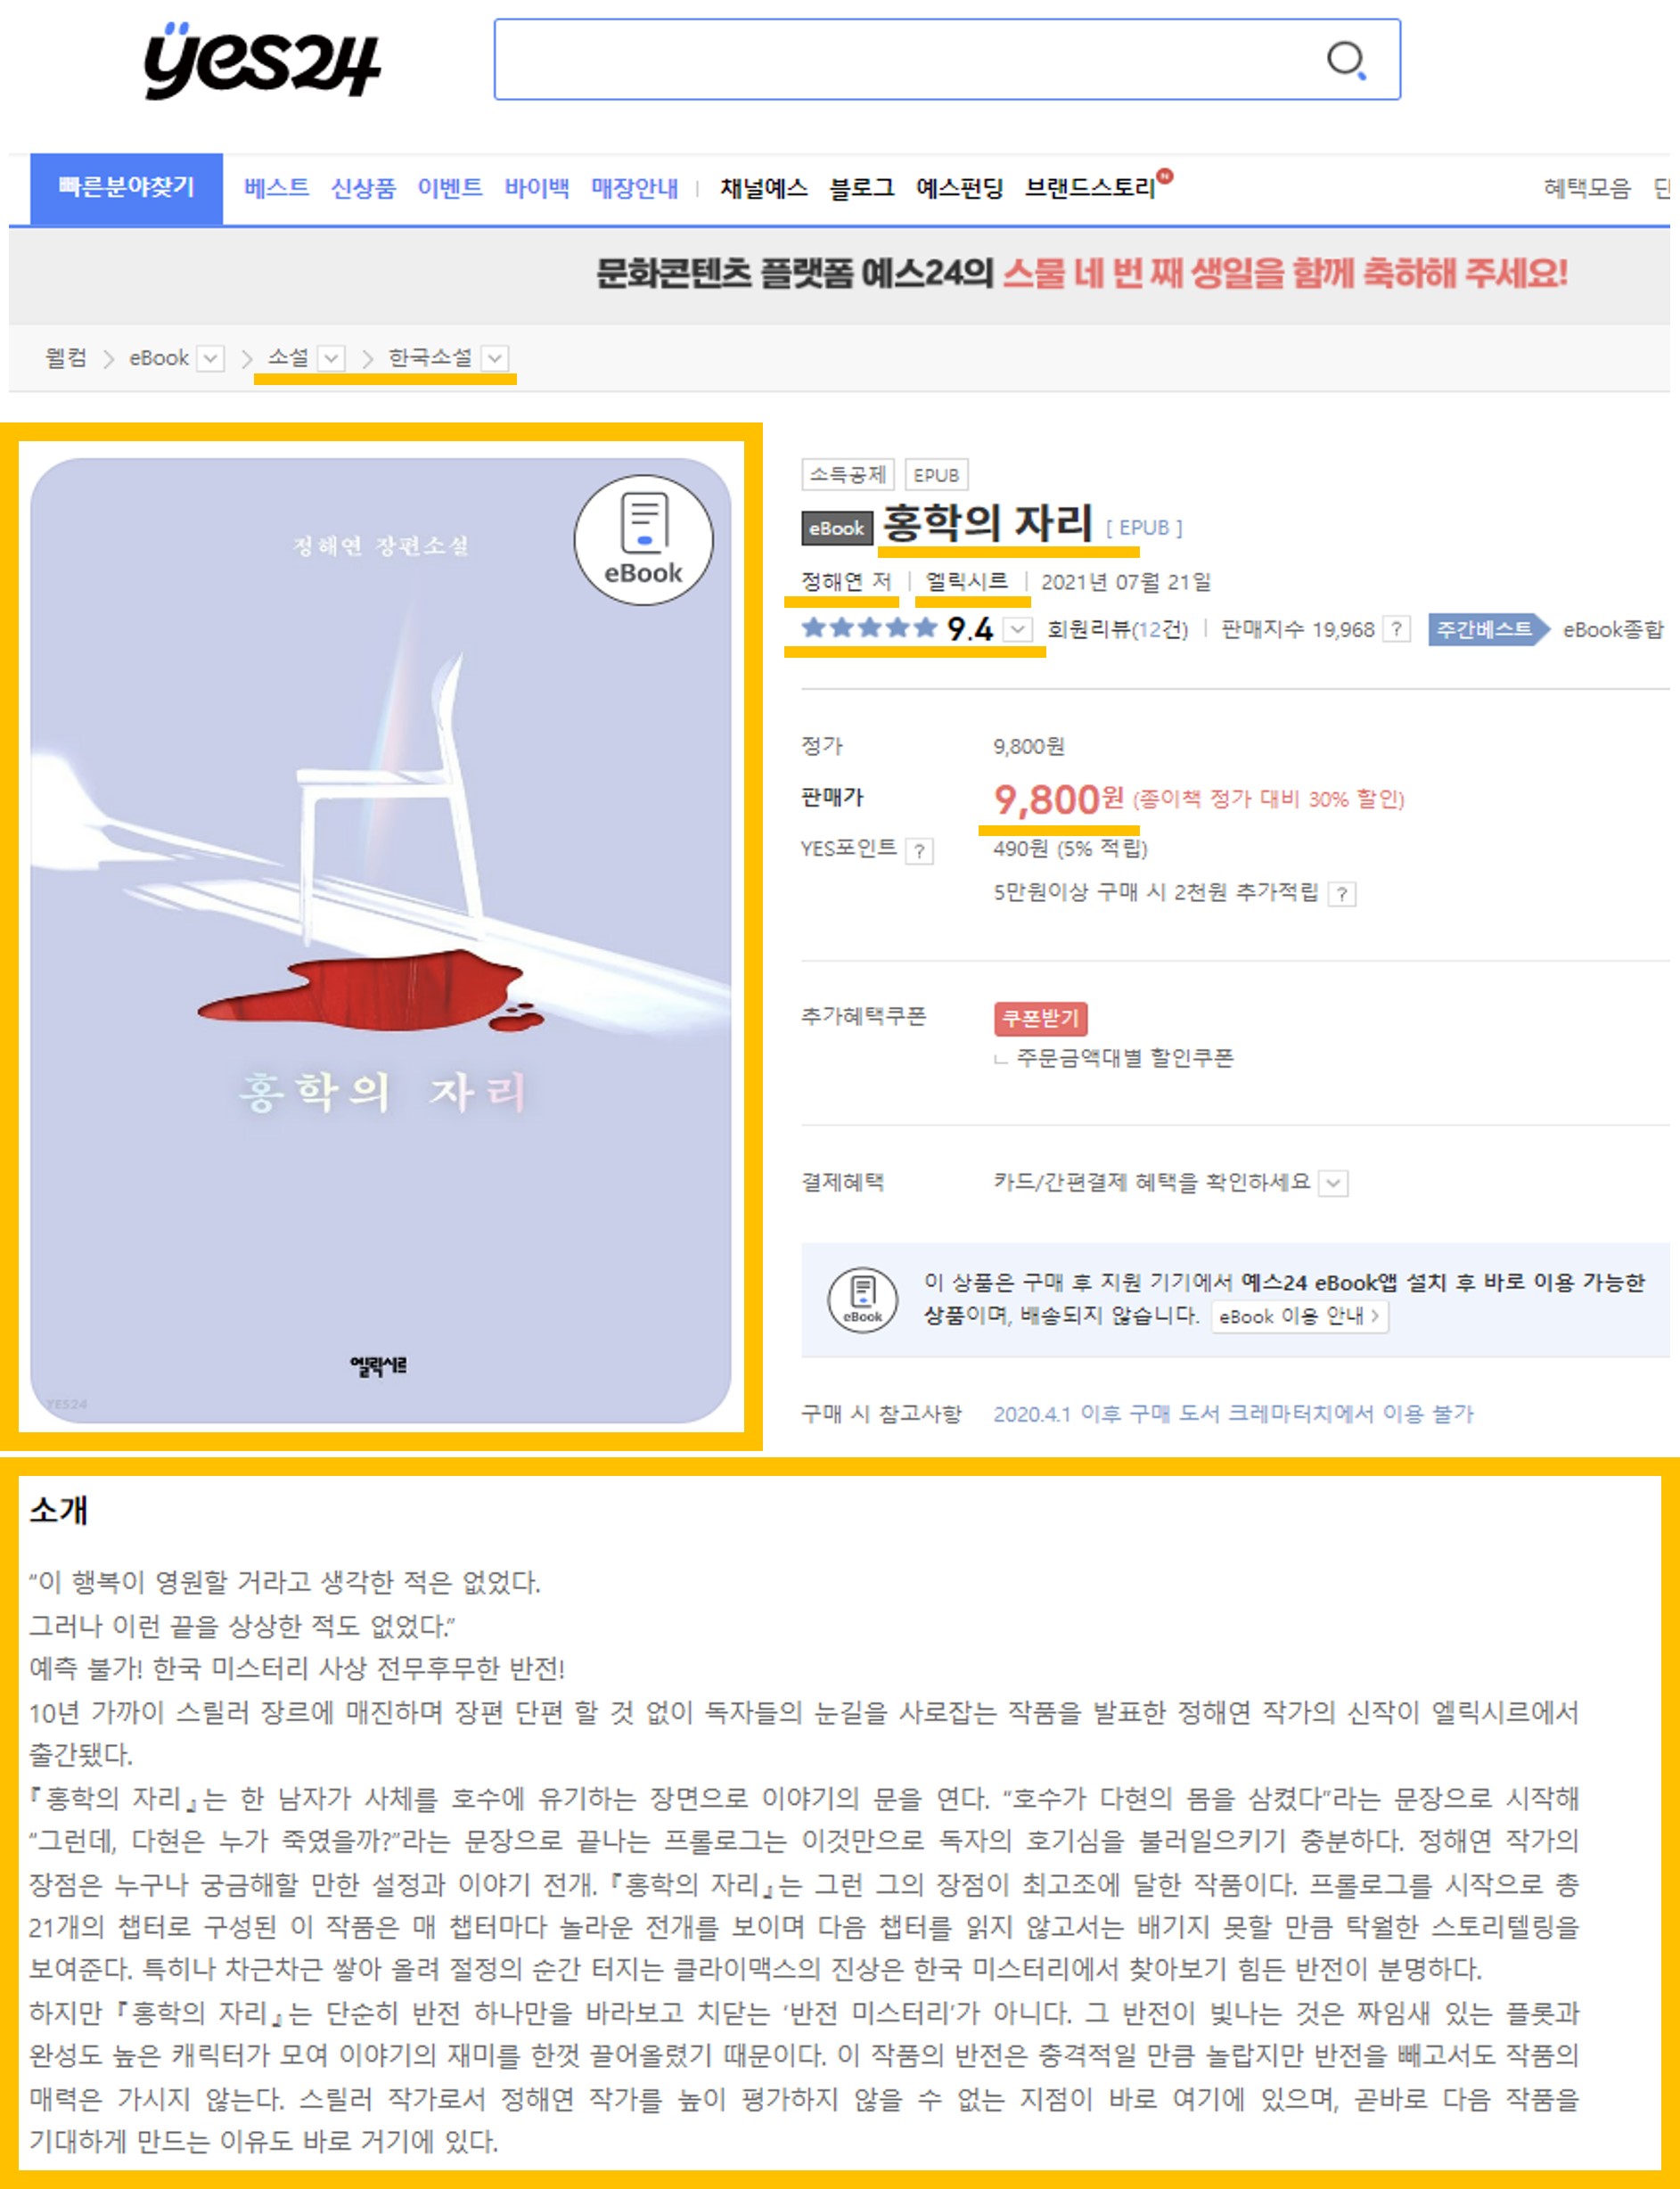 yes24
빠른분야찾기 베스트 신상품 이벤트 바이백 매장안내 채널예스 블로그 예스펀딩 브랜드스토리 N 혜택모음
문화콘텐츠 플랫폼 예스24의 스물 네 번 째 생일을 함께 축하해 주세요!
웰컴 > eBook > 소설 > 한국소설
정해연 장편소설
eBook
홍학의 자리
엘릭시르
YES24
소득공제 EPUB
eBook 홍학의 자리 [ EPUB ]
정해연 저 | 엘릭시르 | 2021년 07월 21일
9.4 회원리뷰(12건) | 판매지수 19,968 ? 주간베스트 eBook종합
정가 9,800원
판매가 9,800원 (종이책 정가 대비 30% 할인)
YES포인트 ? 490원 (5% 적립)
5만원이상 구매 시 2천원 추가적립 ?
추가혜택쿠폰 쿠폰받기
ㄴ 주문금액대별 할인쿠폰
결제혜택 카드/간편결제 혜택을 확인하세요
eBook
이 상품은 구매 후 지원 기기에서 예스24 eBook앱 설치 후 바로 이용 가능한
상품이며, 배송되지 않습니다. eBook 이용 안내 >
구매 시 참고사항 2020.4.1 이후 구매 도서 크레마터치에서 이용 불가
소개
“이 행복이 영원할 거라고 생각한 적은 없었다.
그러나 이런 끝을 상상한 적도 없었다.”
예측 불가! 한국 미스터리 사상 전무후무한 반전!
10년 가까이 스릴러 장르에 매진하며 장편 단편 할 것 없이 독자들의 눈길을 사로잡는 작품을 발표한 정해연 작가의 신작이 엘릭시르에서
출간됐다.
『홍학의 자리』는 한 남자가 사체를 호수에 유기하는 장면으로 이야기의 문을 연다. “호수가 다현의 몸을 삼켰다”라는 문장으로 시작해
“그런데, 다현은 누가 죽였을까?”라는 문장으로 끝나는 프롤로그는 이것만으로 독자의 호기심을 불러일으키기 충분하다. 정해연 작가의
장점은 누구나 궁금해할 만한 설정과 이야기 전개. 『홍학의 자리』는 그런 그의 장점이 최고조에 달한 작품이다. 프롤로그를 시작으로 총
21개의 챕터로 구성된 이 작품은 매 챕터마다 놀라운 전개를 보이며 다음 챕터를 읽지 않고서는 배기지 못할 만큼 탁월한 스토리텔링을
보여준다. 특히나 차근차근 쌓아 올려 절정의 순간 터지는 클라이맥스의 진상은 한국 미스터리에서 찾아보기 힘든 반전이 분명하다.
하지만 『홍학의 자리』는 단순히 반전 하나만을 바라보고 치닫는 ‘반전 미스터리’가 아니다. 그 반전이 빛나는 것은 짜임새 있는 플롯과
완성도 높은 캐릭터가 모여 이야기의 재미를 한껏 끌어올렸기 때문이다. 이 작품의 반전은 충격적일 만큼 놀랍지만 반전을 빼고서도 작품의
매력은 가시지 않는다. 스릴러 작가로서 정해연 작가를 높이 평가하지 않을 수 없는 지점이 바로 여기에 있으며, 곧바로 다음 작품을
기대하게 만드는 이유도 바로 거기에 있다.